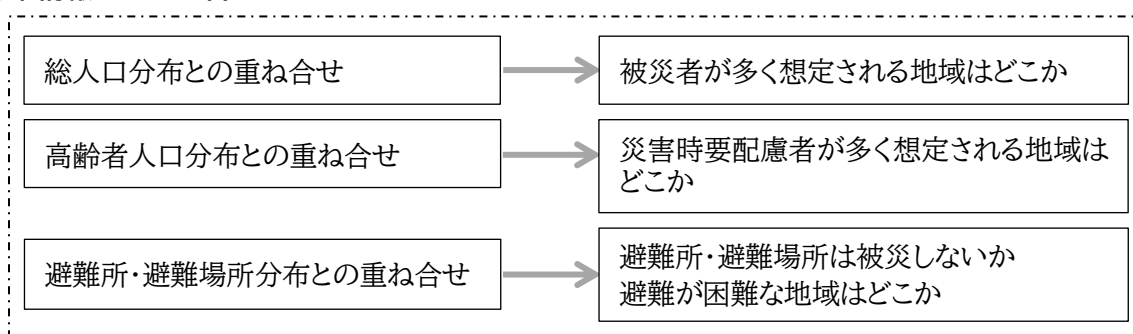 総人口分布との重ね合せ
被災者が多く想定される地域はどこか
高齢者人口分布との重ね合せ
災害時要配慮者が多く想定される地域は
どこか
避難所・避難場所分布との重ね合せ
避難所・避難場所は被災しないか
避難が困難な地域はどこか